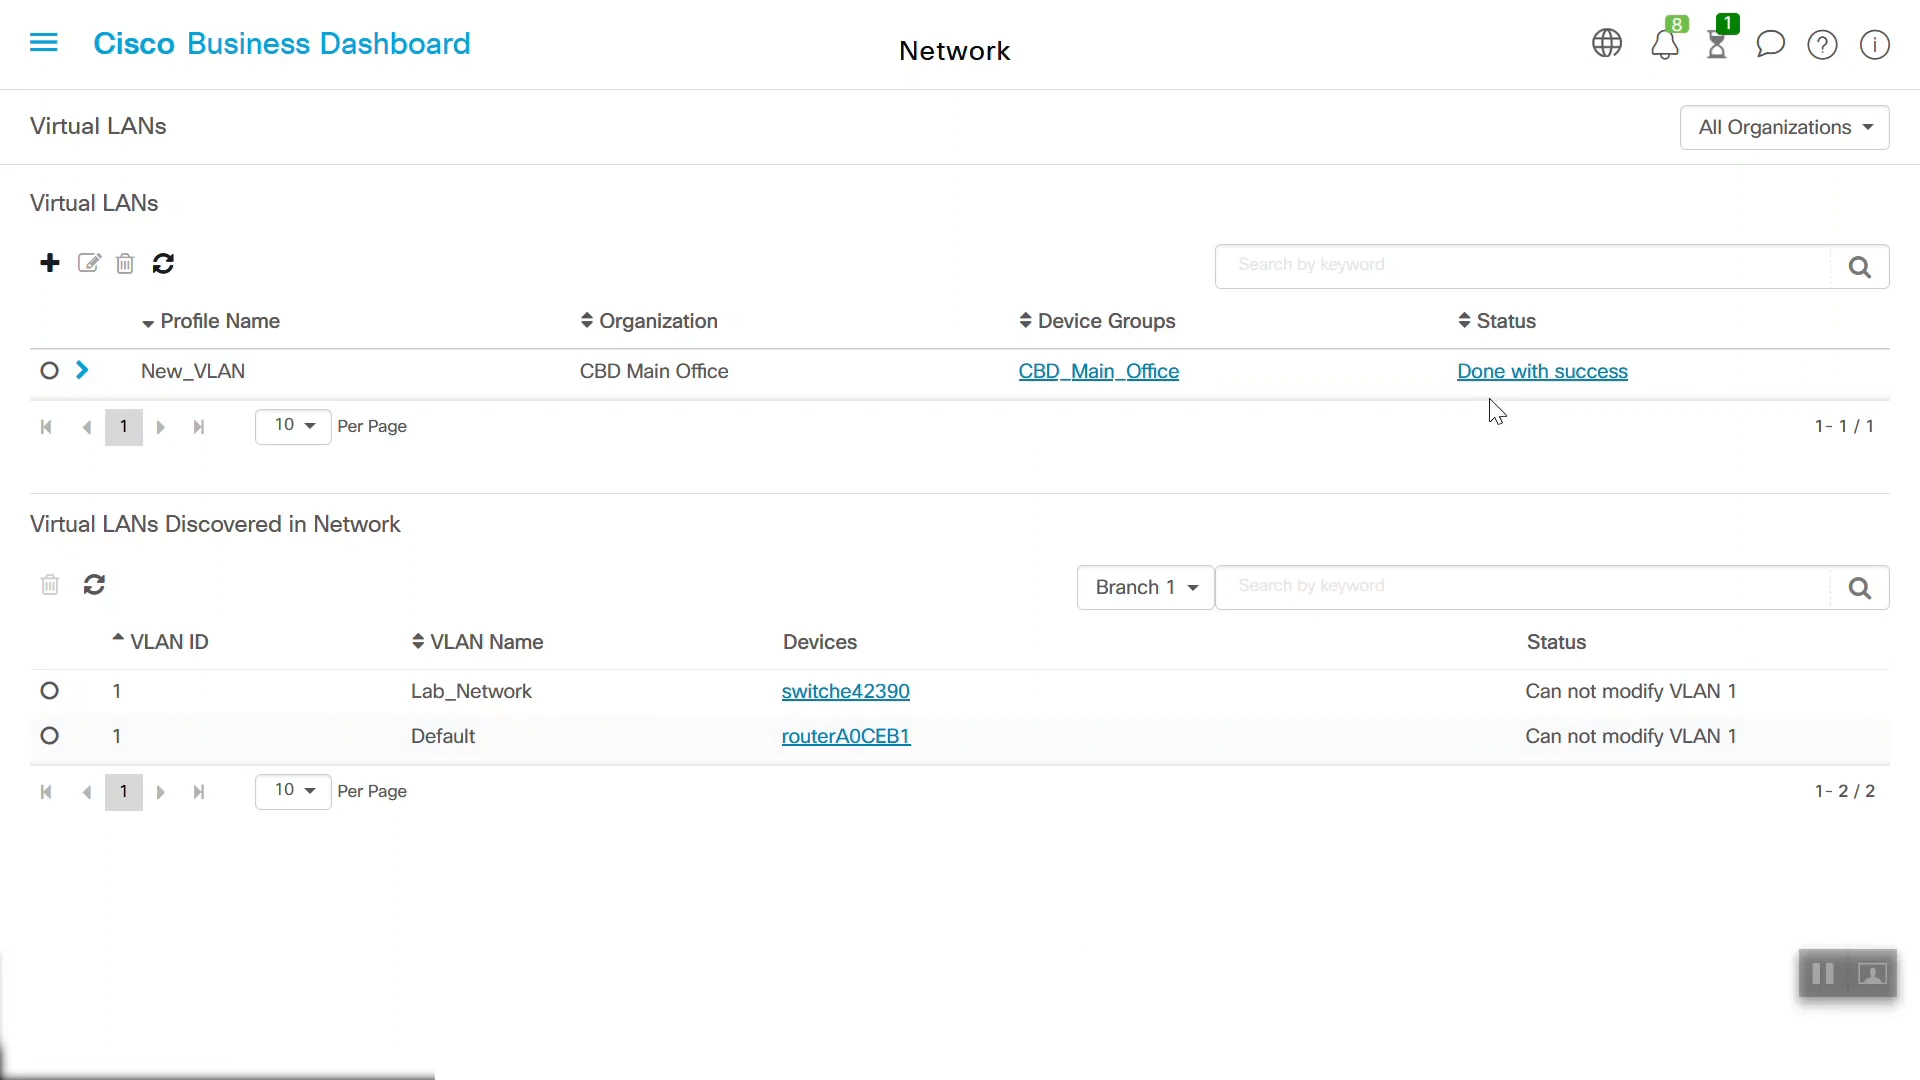 Cisco Business Dashboard
Network
8
1
Virtual LANs
All Organizations
Virtual LANs
Search by keyword
Profile Name Organization Device Groups Status
New_VLAN CBD Main Office CBD_Main_Office Done with success
1 10 Per Page 1- 1 / 1
Virtual LANs Discovered in Network
Branch 1 Search by keyword
VLAN ID VLAN Name Devices Status
1 Lab_Network switche42390 Can not modify VLAN 1
1 Default routerA0CEB1 Can not modify VLAN 1
1 10 Per Page 1- 2 / 2